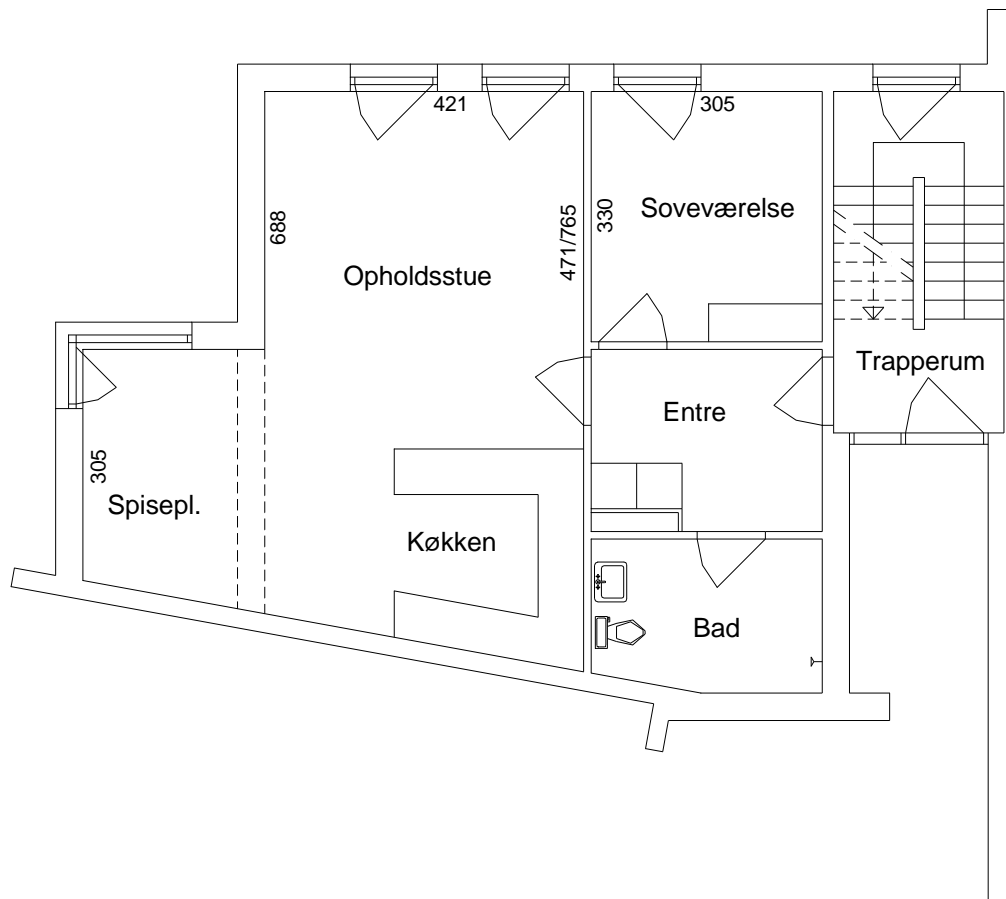 421
305
688
471/765
330
Soveværelse
Opholdsstue
Trapperum
Entre
305
Spisepl.
Køkken
Bad